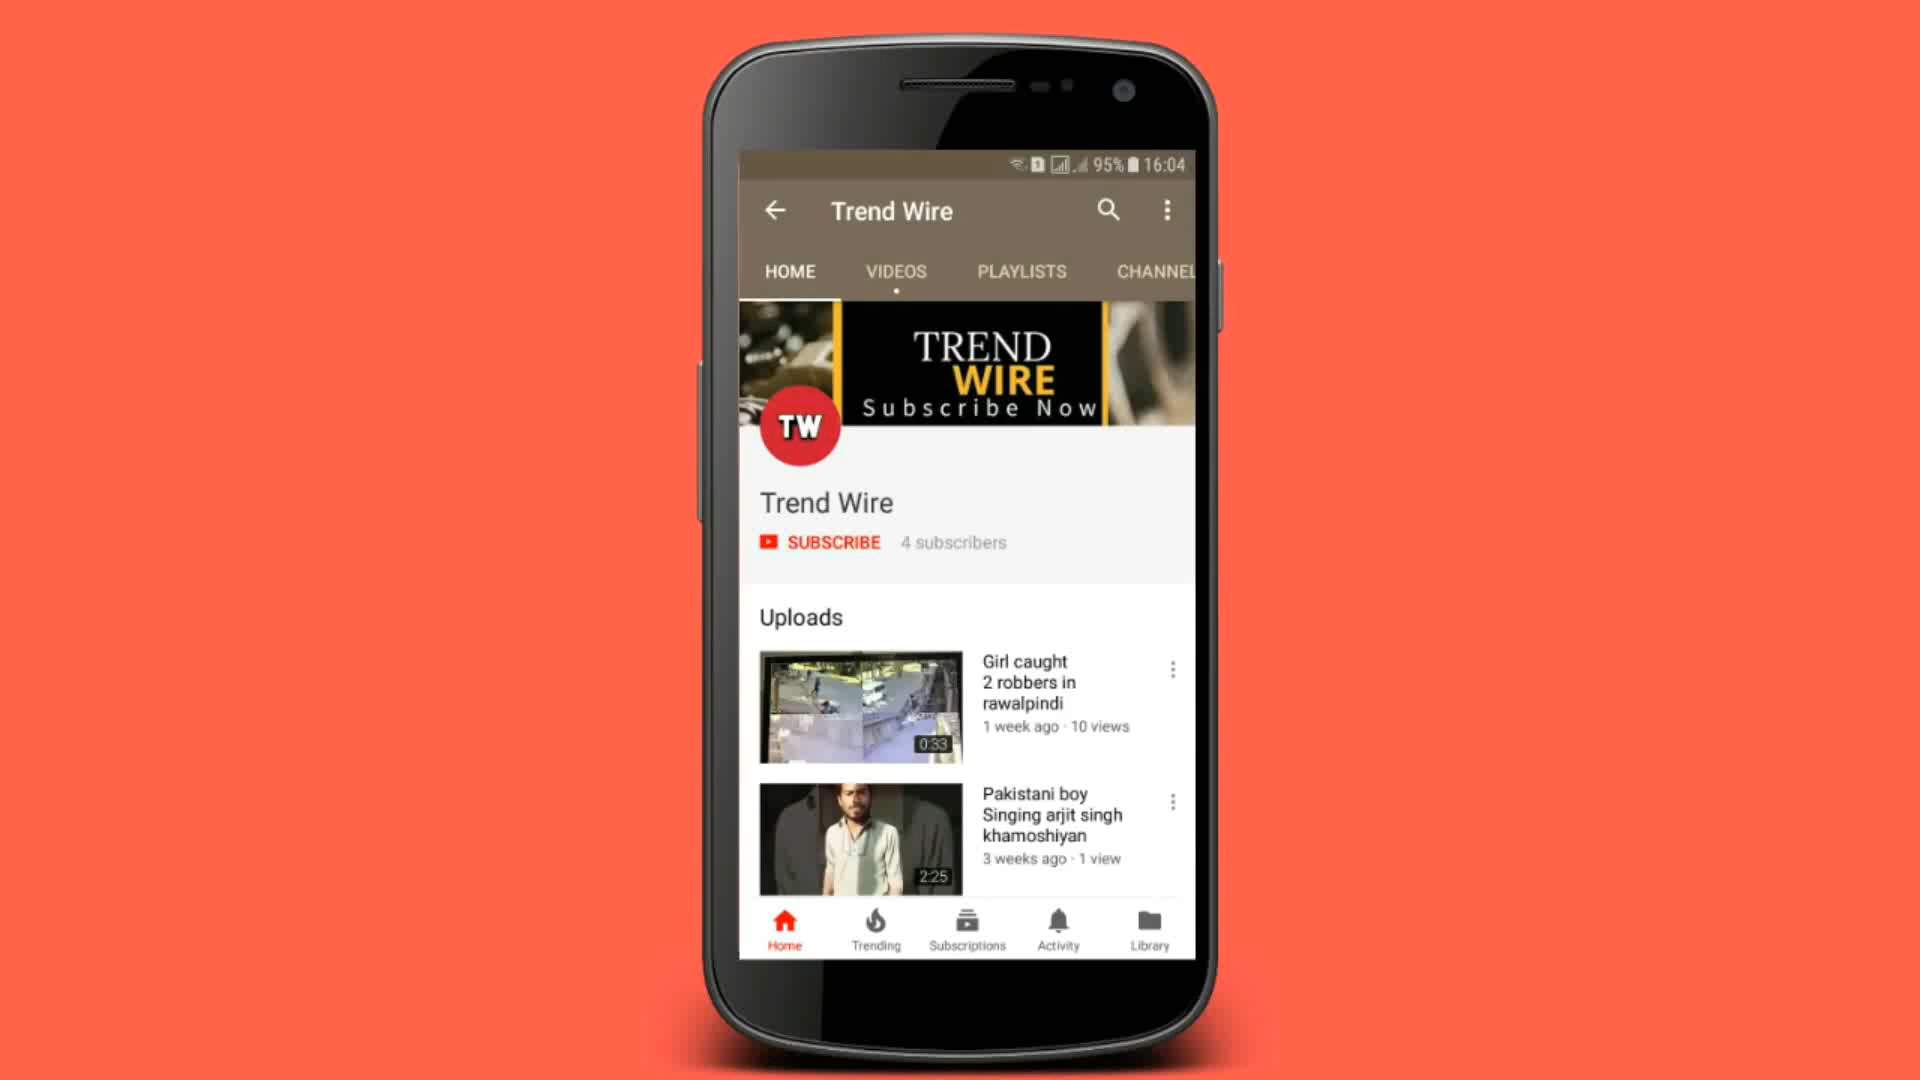 95% 16:04
Trend Wire
HOME VIDEOS PLAYLISTS CHANNEL
TREND
WIRE
Subscribe Now
TW
Trend Wire
SUBSCRIBE 4 subscribers
Uploads
Girl caught
2 robbers in
rawalpindi
1 week ago · 10 views
0:33
Pakistani boy
Singing arjit singh
khamoshiyan
3 weeks ago · 1 view
2:25
Home Trending Subscriptions Activity Library